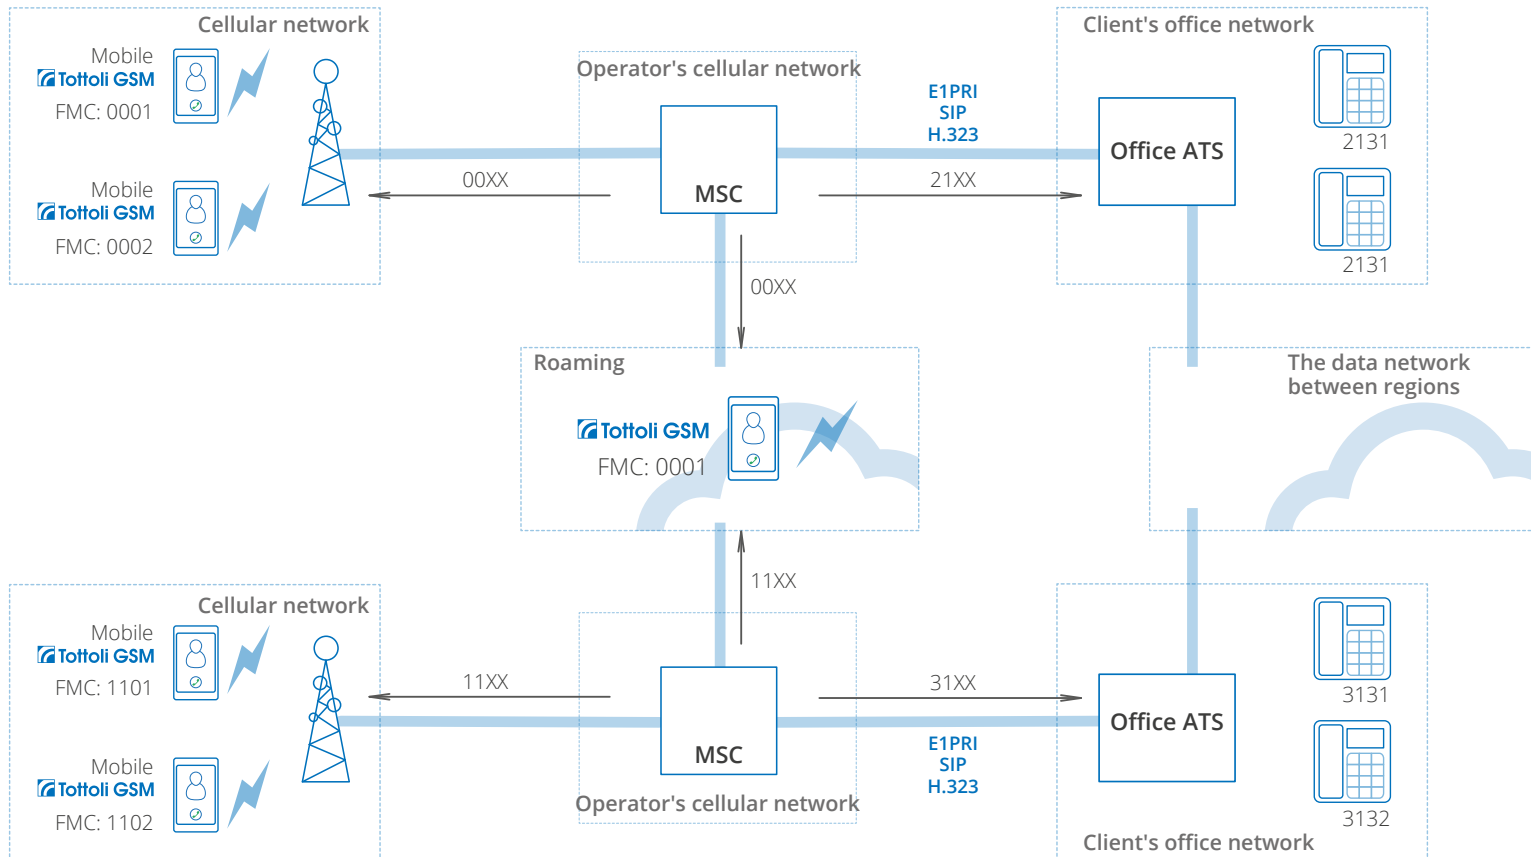 Cellular network
Mobile
Tottoli GSM
FMC: 0001
Mobile
Tottoli GSM
FMC: 0002
00XX
Operator's cellular network
MSC
E1PRI
SIP
H.323
21XX
Client's office network
Office ATS
2131
2131
00XX
Roaming
Tottoli GSM
FMC: 0001
The data network
between regions
11XX
Cellular network
Mobile
Tottoli GSM
FMC: 1101
Mobile
Tottoli GSM
FMC: 1102
11XX
MSC
Operator's cellular network
31XX
E1PRI
SIP
H.323
Office ATS
3131
3132
Client's office network